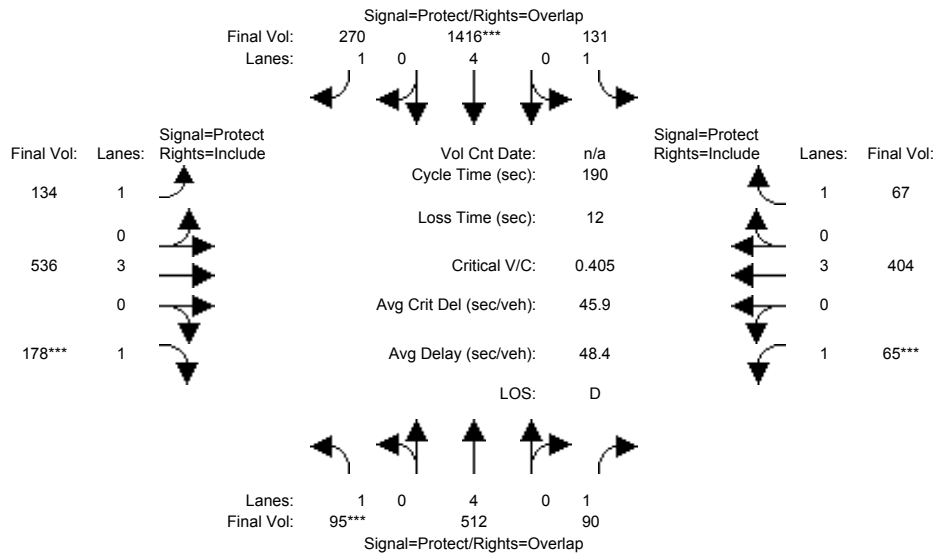 Signal=Protect/Rights=Overlap
Final Vol: 270 1416*** 131
Lanes: 1 0 4 0 1
Signal=Protect Signal=Protect
Final Vol: Lanes: Rights=Include Vol Cnt Date: n/a Rights=Include Lanes: Final Vol:
Cycle Time (sec): 190
134 1 1 67
Loss Time (sec): 12
0 0
536 3 Critical V/C: 0.405 3 404
0 Avg Crit Del (sec/veh): 45.9 0
178*** 1 Avg Delay (sec/veh): 48.4 1 65***
LOS: D
Lanes: 1 0 4 0 1
Final Vol: 95*** 512 90
Signal=Protect/Rights=Overlap